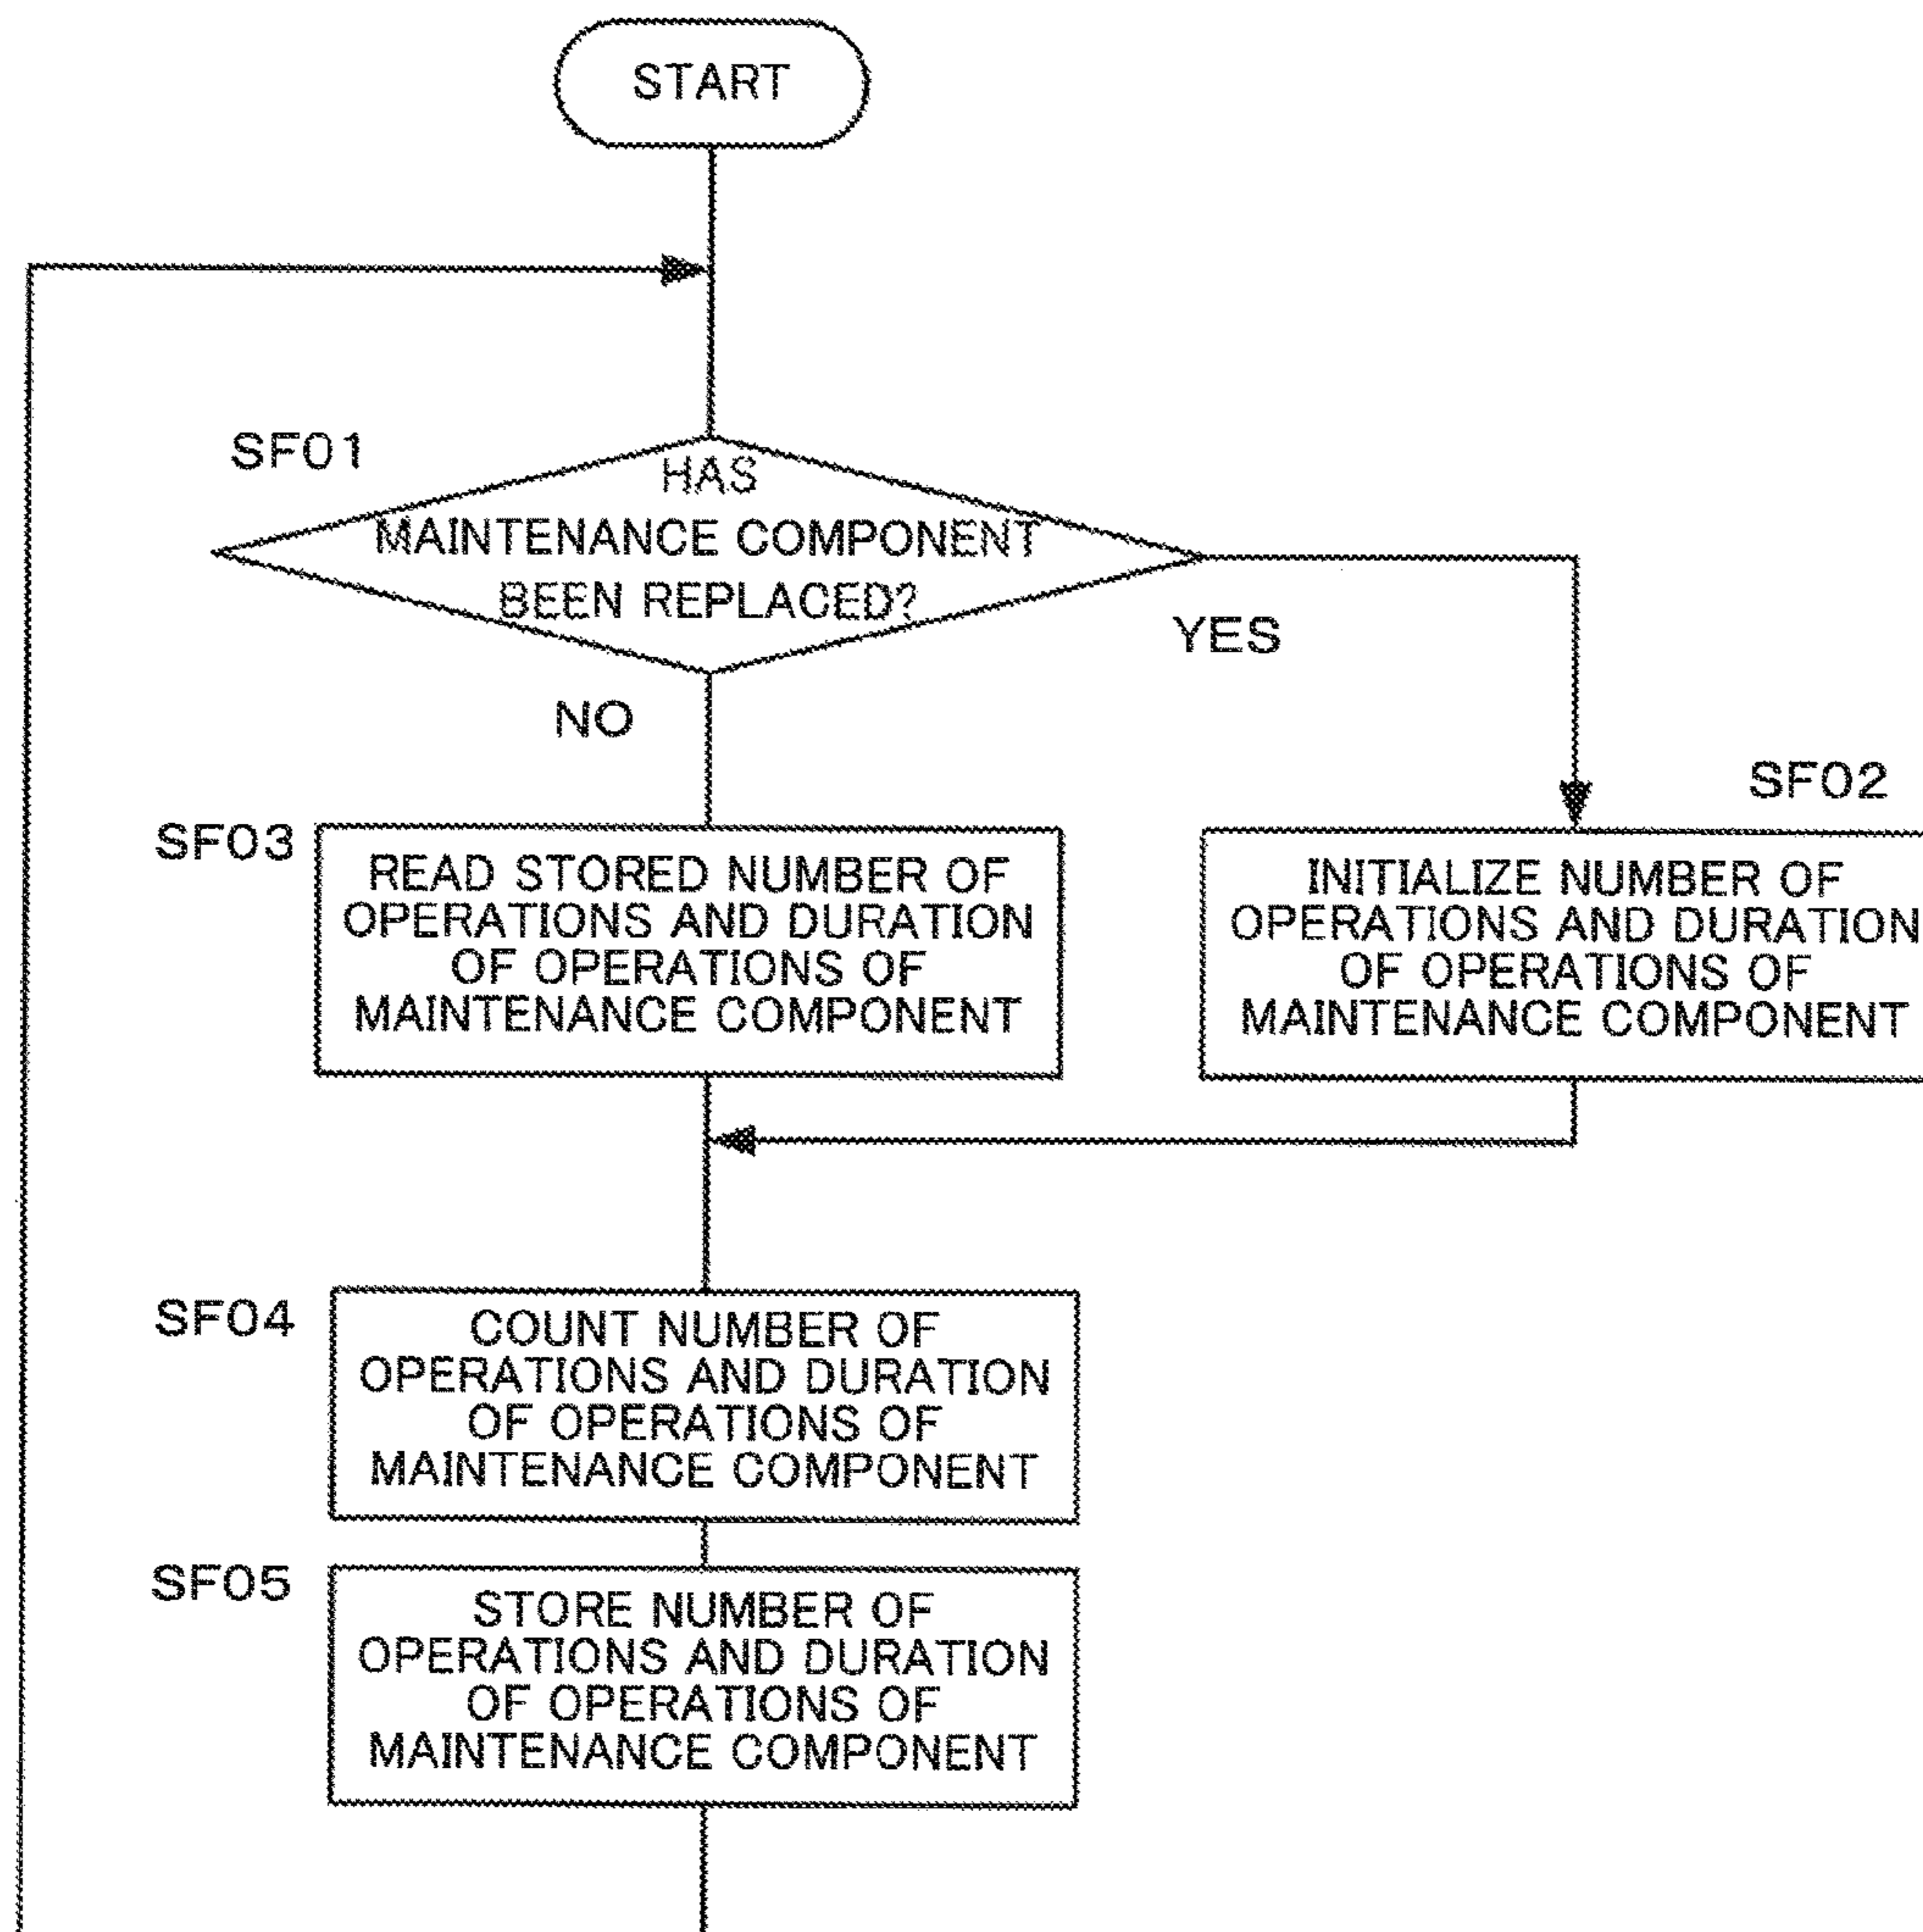 START
SF01
HAS
MAINTENANCE COMPONENT
BEEN REPLACED?
YES
NO
SF02
SF03
READ STORED NUMBER OF
OPERATIONS AND DURATION
OF OPERATIONS OF
MAINTENANCE COMPONENT
INITIALIZE NUMBER OF
OPERATIONS AND DURATION
OF OPERATIONS OF
MAINTENANCE COMPONENT
SF04
COUNT NUMBER OF
OPERATIONS AND DURATION
OF OPERATIONS OF
MAINTENANCE COMPONENT
SF05
STORE NUMBER OF
OPERATIONS AND DURATION
OF OPERATIONS OF
MAINTENANCE COMPONENT